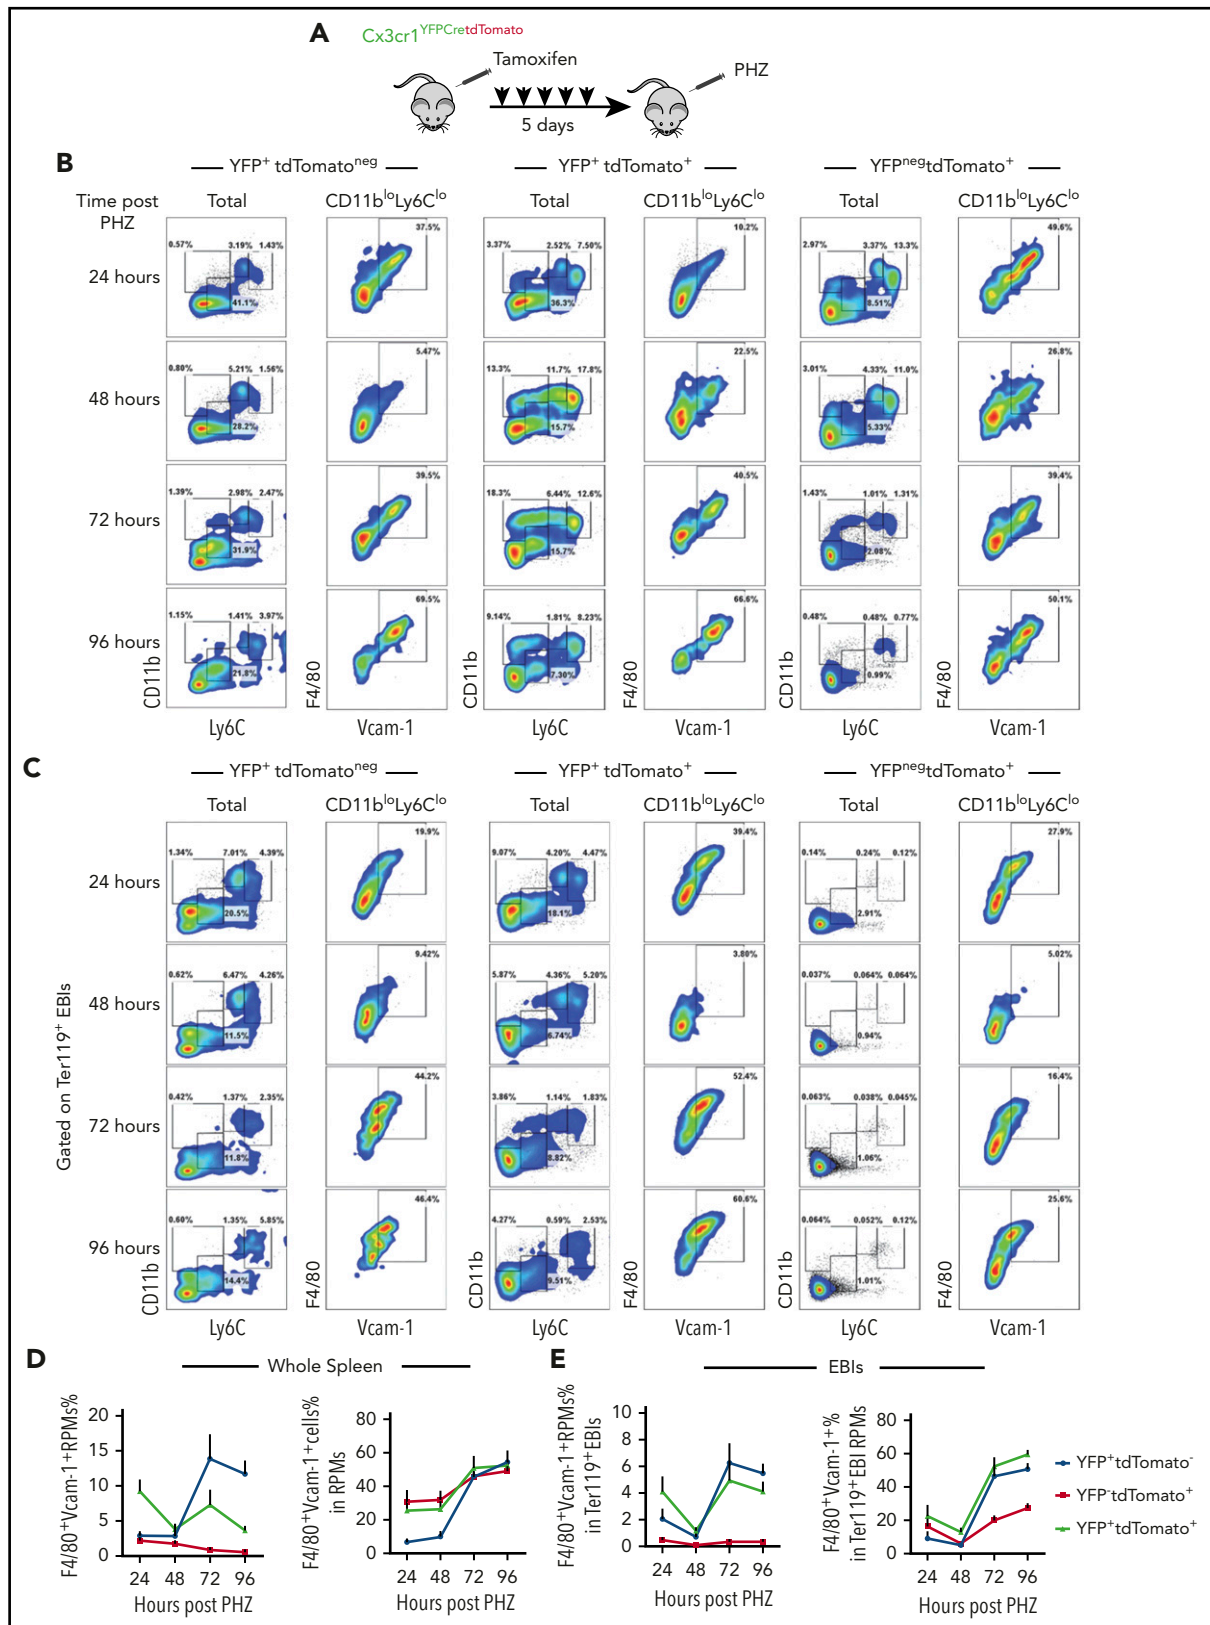 A Cx3cr1YFPCretdTomato
Tamoxifen
PHZ
5 days
B
YFP+ tdTomatoneg YFP+ tdTomato+ YFPnegtdTomato+
Time post PHZ
Total CD11bloLy6Clo Total CD11bloLy6Clo Total CD11bloLy6Clo
24 hours
0.57% 3.19% 1.43% 41.1% 37.5% 3.37% 2.52% 7.50% 36.3% 10.2% 2.97% 3.37% 13.3% 8.51% 49.6%
48 hours
0.80% 5.21% 1.56% 28.2% 5.47% 13.3% 11.7% 17.8% 15.7% 22.5% 3.01% 4.33% 11.0% 5.33% 26.8%
72 hours
1.39% 2.98% 2.47% 31.9% 39.5% 18.3% 6.44% 12.6% 15.7% 40.5% 1.43% 1.01% 1.31% 2.08% 39.4%
96 hours
1.15% 1.41% 3.97% 21.8% 69.5% 9.14% 1.81% 8.23% 7.30% 66.6% 0.48% 0.48% 0.77% 0.99% 50.1%
CD11b F4/80 CD11b F4/80 CD11b F4/80
Ly6C Vcam-1 Ly6C Vcam-1 Ly6C Vcam-1
C
YFP+ tdTomatoneg YFP+ tdTomato+ YFPnegtdTomato+
Total CD11bloLy6Clo Total CD11bloLy6Clo Total CD11bloLy6Clo
Gated on Ter119+ EBIs
24 hours
1.34% 7.01% 4.39% 20.5% 19.9% 9.07% 4.20% 4.47% 18.1% 39.4% 0.14% 0.24% 0.12% 2.91% 27.9%
48 hours
0.62% 6.47% 4.26% 11.5% 9.42% 5.87% 4.36% 5.20% 6.74% 3.80% 0.037% 0.064% 0.064% 0.94% 5.02%
72 hours
0.42% 1.37% 2.35% 11.8% 44.2% 3.86% 1.14% 1.83% 8.82% 52.4% 0.063% 0.038% 0.045% 1.06% 16.4%
96 hours
0.60% 1.35% 5.85% 14.4% 46.4% 4.27% 0.59% 2.53% 9.51% 60.6% 0.064% 0.052% 0.12% 1.01% 25.6%
CD11b F4/80 CD11b F4/80 CD11b F4/80
Ly6C Vcam-1 Ly6C Vcam-1 Ly6C Vcam-1
D
Whole Spleen
F4/80+Vcam-1+RPMs%
20
15
10
5
0
24 48 72 96
Hours post PHZ
F4/80+Vcam-1+cells%
in RPMs
80
60
40
20
0
24 48 72 96
Hours post PHZ
E
EBIs
F4/80+Vcam-1+RPMs%
in Ter119+EBIs
10
8
6
4
2
0
24 48 72 96
Hours post PHZ
F4/80+Vcam-1+%
in Ter119+EBI RPMs
80
60
40
20
0
24 48 72 96
Hours post PHZ
YFP+tdTomato-
YFP-tdTomato+
YFP+tdTomato+